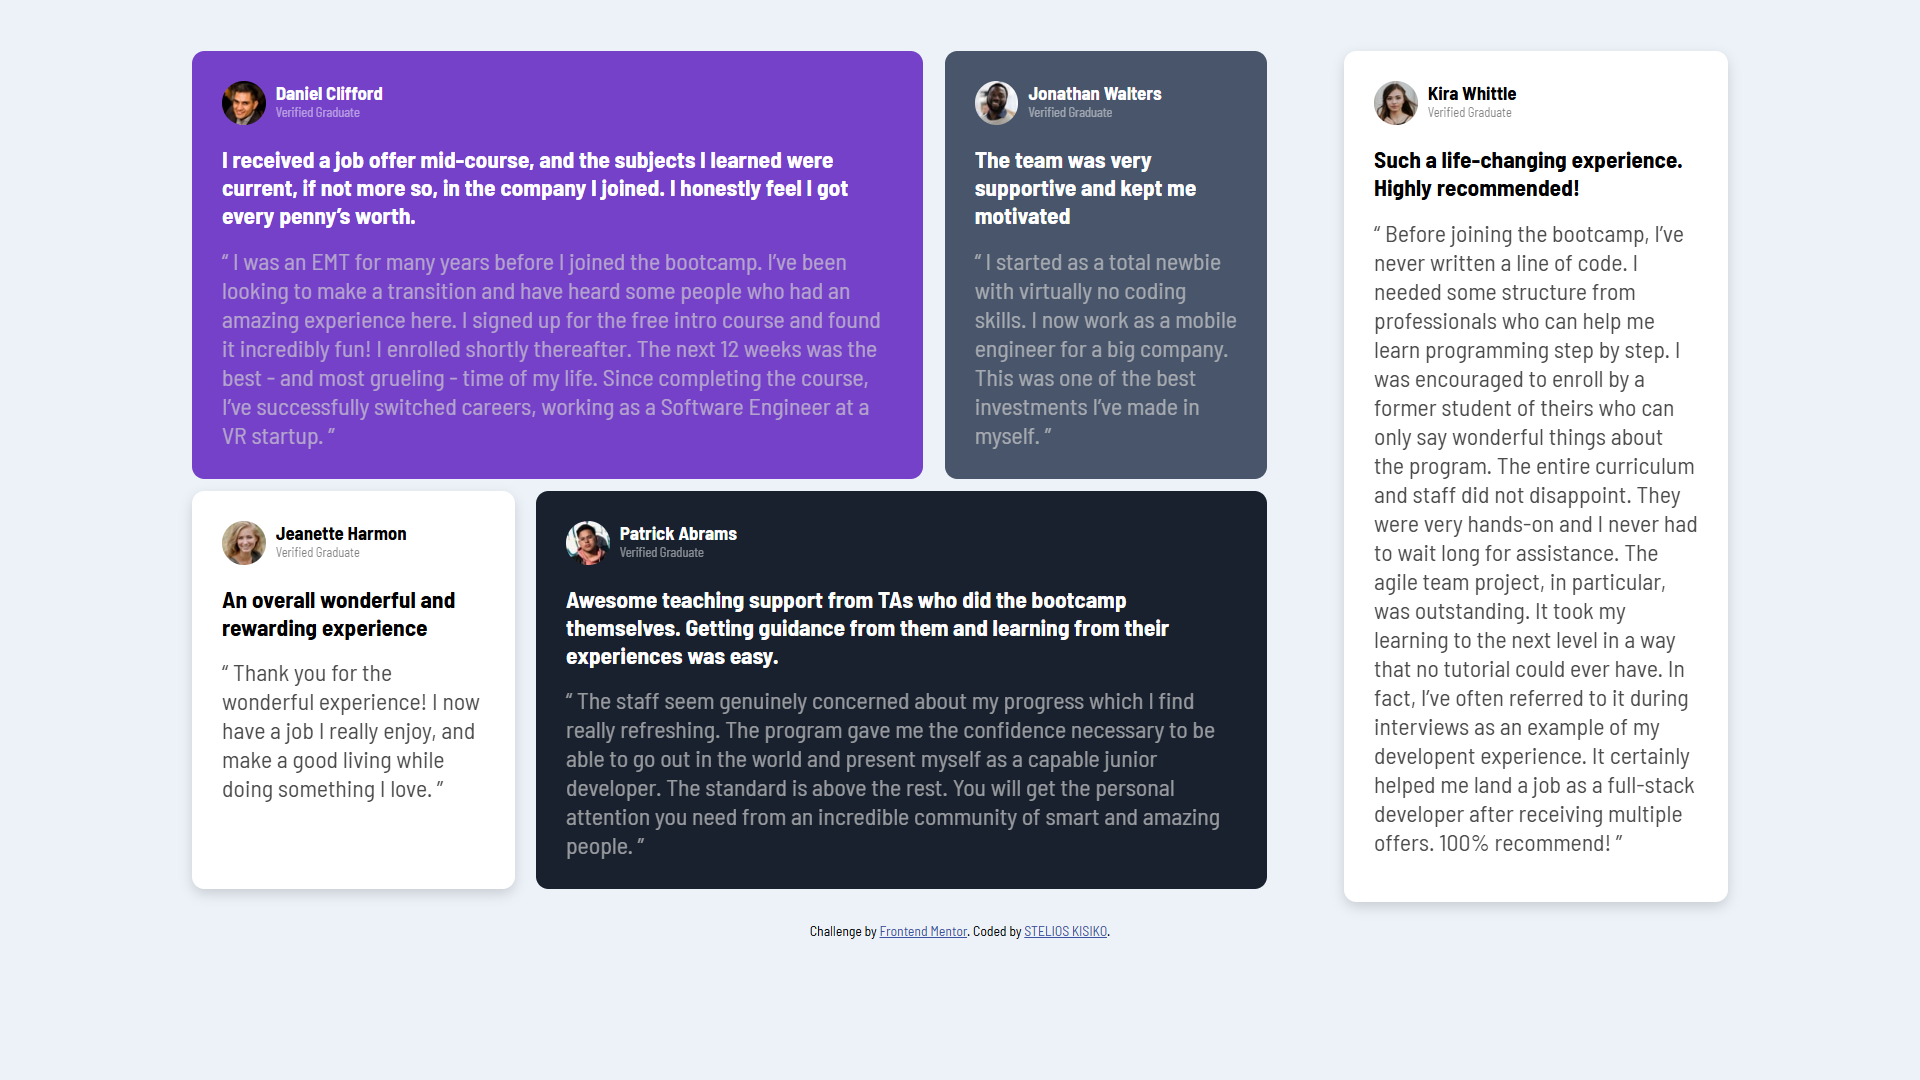 Daniel Clifford
Verified Graduate
I received a job offer mid-course, and the subjects I learned were
current, if not more so, in the company I joined. I honestly feel I got
every penny’s worth.
“ I was an EMT for many years before I joined the bootcamp. I’ve been
looking to make a transition and have heard some people who had an
amazing experience here. I signed up for the free intro course and found
it incredibly fun! I enrolled shortly thereafter. The next 12 weeks was the
best - and most grueling - time of my life. Since completing the course,
I’ve successfully switched careers, working as a Software Engineer at a
VR startup. ”
Jonathan Walters
Verified Graduate
The team was very
supportive and kept me
motivated
“ I started as a total newbie
with virtually no coding
skills. I now work as a mobile
engineer for a big company.
This was one of the best
investments I’ve made in
myself. ”
Kira Whittle
Verified Graduate
Such a life-changing experience.
Highly recommended!
“ Before joining the bootcamp, I’ve
never written a line of code. I
needed some structure from
professionals who can help me
learn programming step by step. I
was encouraged to enroll by a
former student of theirs who can
only say wonderful things about
the program. The entire curriculum
and staff did not disappoint. They
were very hands-on and I never had
to wait long for assistance. The
agile team project, in particular,
was outstanding. It took my
learning to the next level in a way
that no tutorial could ever have. In
fact, I’ve often referred to it during
interviews as an example of my
developent experience. It certainly
helped me land a job as a full-stack
developer after receiving multiple
offers. 100% recommend! ”
Jeanette Harmon
Verified Graduate
An overall wonderful and
rewarding experience
“ Thank you for the
wonderful experience! I now
have a job I really enjoy, and
make a good living while
doing something I love. ”
Patrick Abrams
Verified Graduate
Awesome teaching support from TAs who did the bootcamp
themselves. Getting guidance from them and learning from their
experiences was easy.
“ The staff seem genuinely concerned about my progress which I find
really refreshing. The program gave me the confidence necessary to be
able to go out in the world and present myself as a capable junior
developer. The standard is above the rest. You will get the personal
attention you need from an incredible community of smart and amazing
people. ”
Challenge by Frontend Mentor. Coded by STELIOS KISIKO.